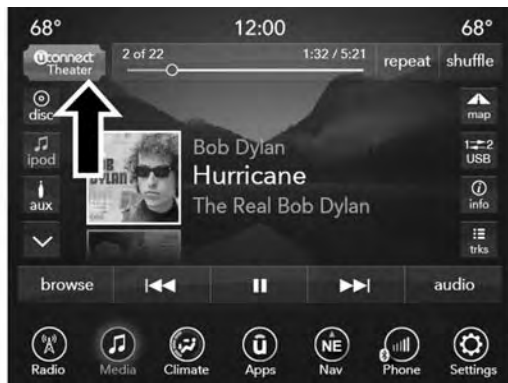 68° 12:00 68°
Uconnect
Theater
2 of 22 1:32 / 5:21 repeat shuffle
disc
map
ipod
1 2
USB
Bob Dylan
Hurricane
The Real Bob Dylan
BOB
DYLAN
aux
info
trks
browse audio
Radio Media Climate Apps NE Nav Phone Settings